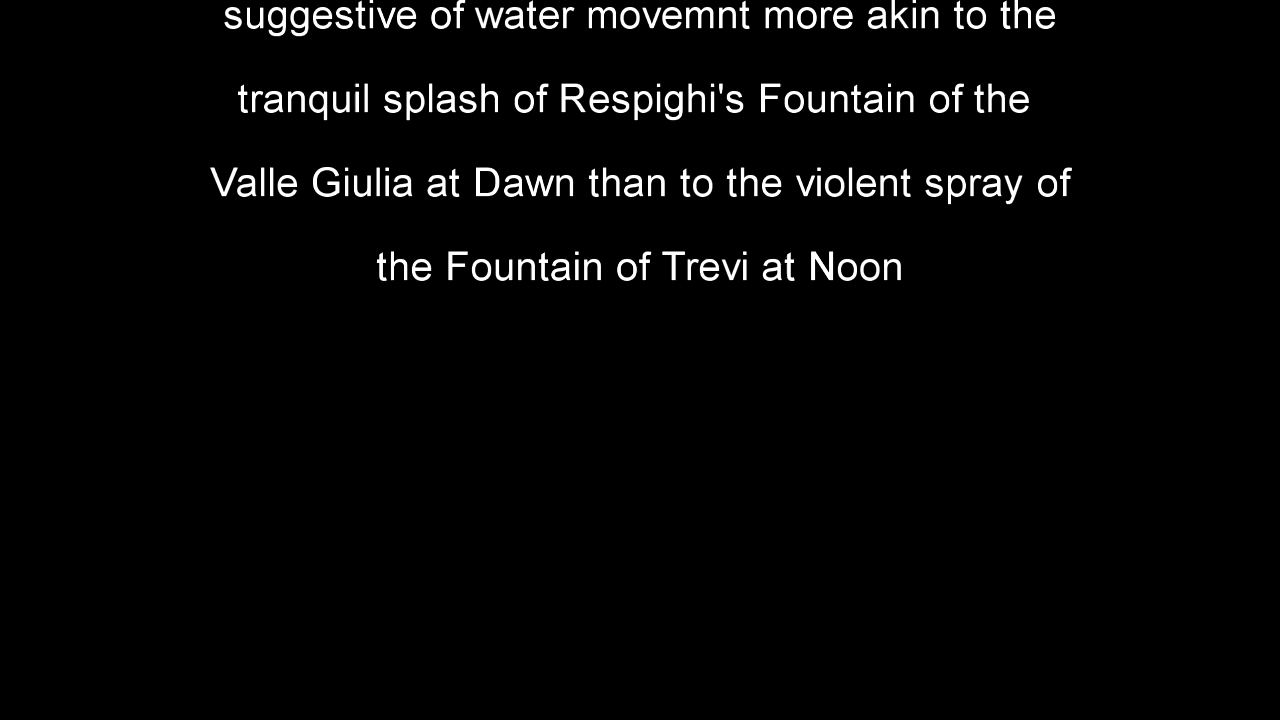 suggestive of water movemnt more akin to the
tranquil splash of Respighi's Fountain of the
Valle Giulia at Dawn than to the violent spray of
the Fountain of Trevi at Noon